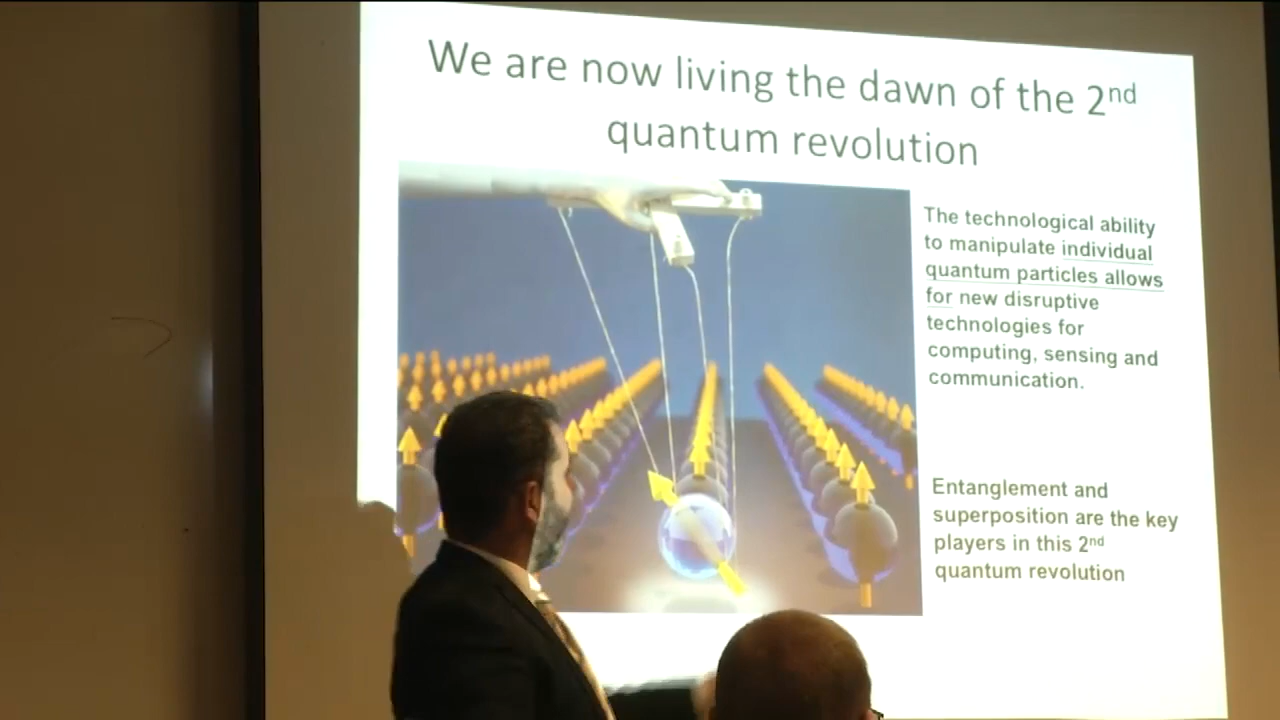 We are now living the dawn of the 2nd
quantum revolution
The technological ability
to manipulate individual
quantum particles allows
for new disruptive
technologies for
computing, sensing and
communication.
Entanglement and
superposition are the key
players in this 2nd
quantum revolution